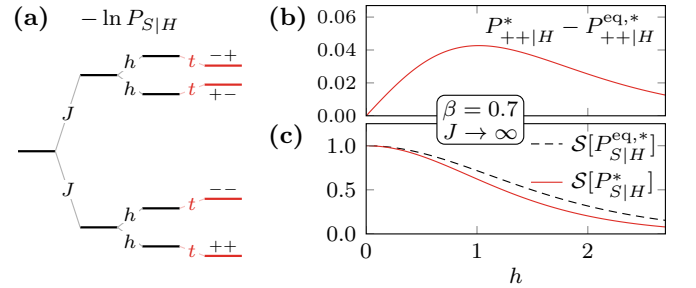 (a) − ln P_{S|H}
J
J
h
h
h
h
t
t
t
t
−+
+−
−−
++
(b)
0.06
0.04
0.02
0.00
P^*_{++|H} − P^{eq,*}_{++|H}
β = 0.7
J → ∞
(c)
1.0
0.5
0.0
S[P^{eq,*}_{S|H}]
S[P^*_{S|H}]
0 1 2
h